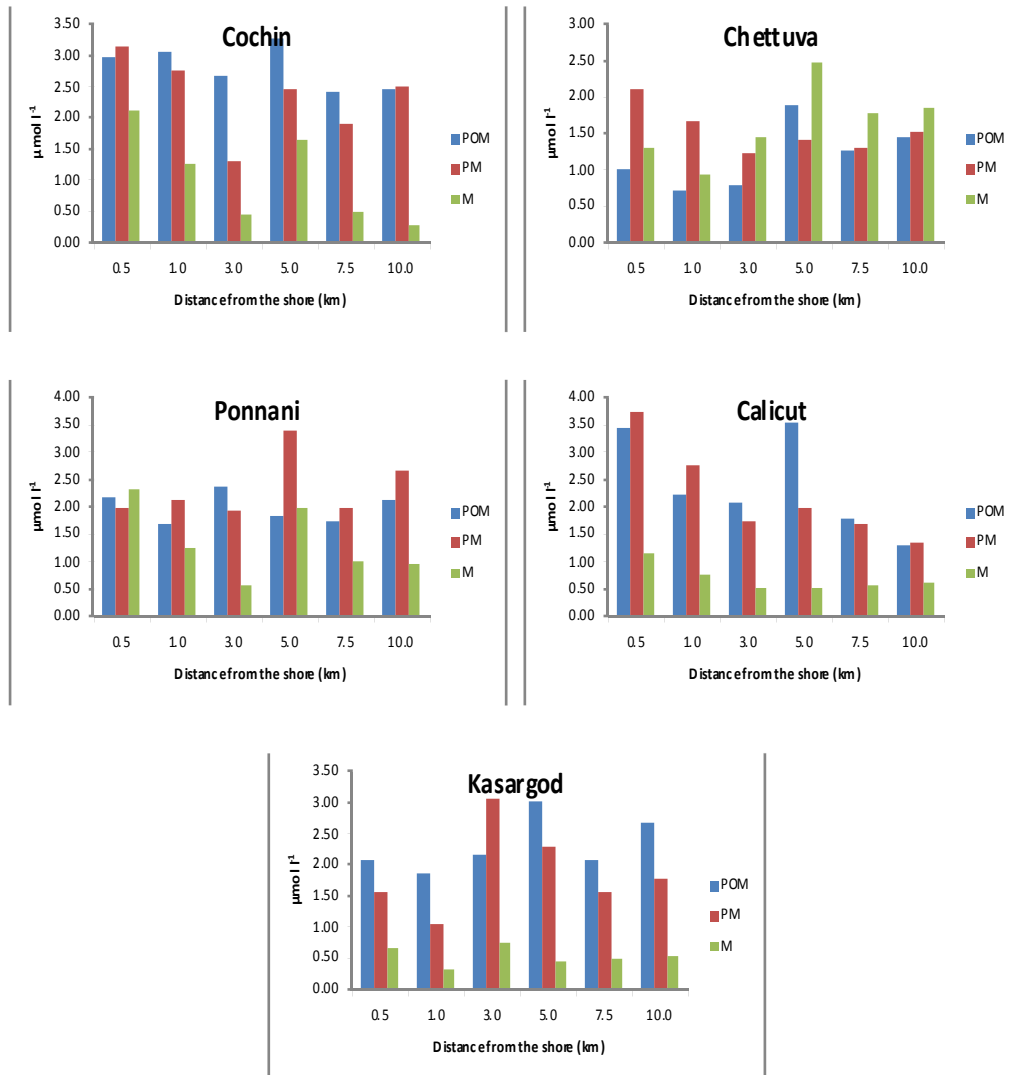 Cochin
3.50
3.00
2.50
2.00
1.50
1.00
0.50
0.00
µmol l-1
0.5 1.0 3.0 5.0 7.5 10.0
Distance from the shore (km)
POM
PM
M
Chettuva
3.00
2.50
2.00
1.50
1.00
0.50
0.00
µmol l-1
0.5 1.0 3.0 5.0 7.5 10.0
Distance from the shore (km)
POM
PM
M
Ponnani
4.00
3.50
3.00
2.50
2.00
1.50
1.00
0.50
0.00
µmol l-1
0.5 1.0 3.0 5.0 7.5 10.0
Distance from the shore (km)
POM
PM
M
Calicut
4.00
3.50
3.00
2.50
2.00
1.50
1.00
0.50
0.00
µmol l-1
0.5 1.0 3.0 5.0 7.5 10.0
Distance from the shore (km)
POM
PM
M
Kasargod
3.50
3.00
2.50
2.00
1.50
1.00
0.50
0.00
µmol l-1
0.5 1.0 3.0 5.0 7.5 10.0
Distance from the shore (km)
POM
PM
M